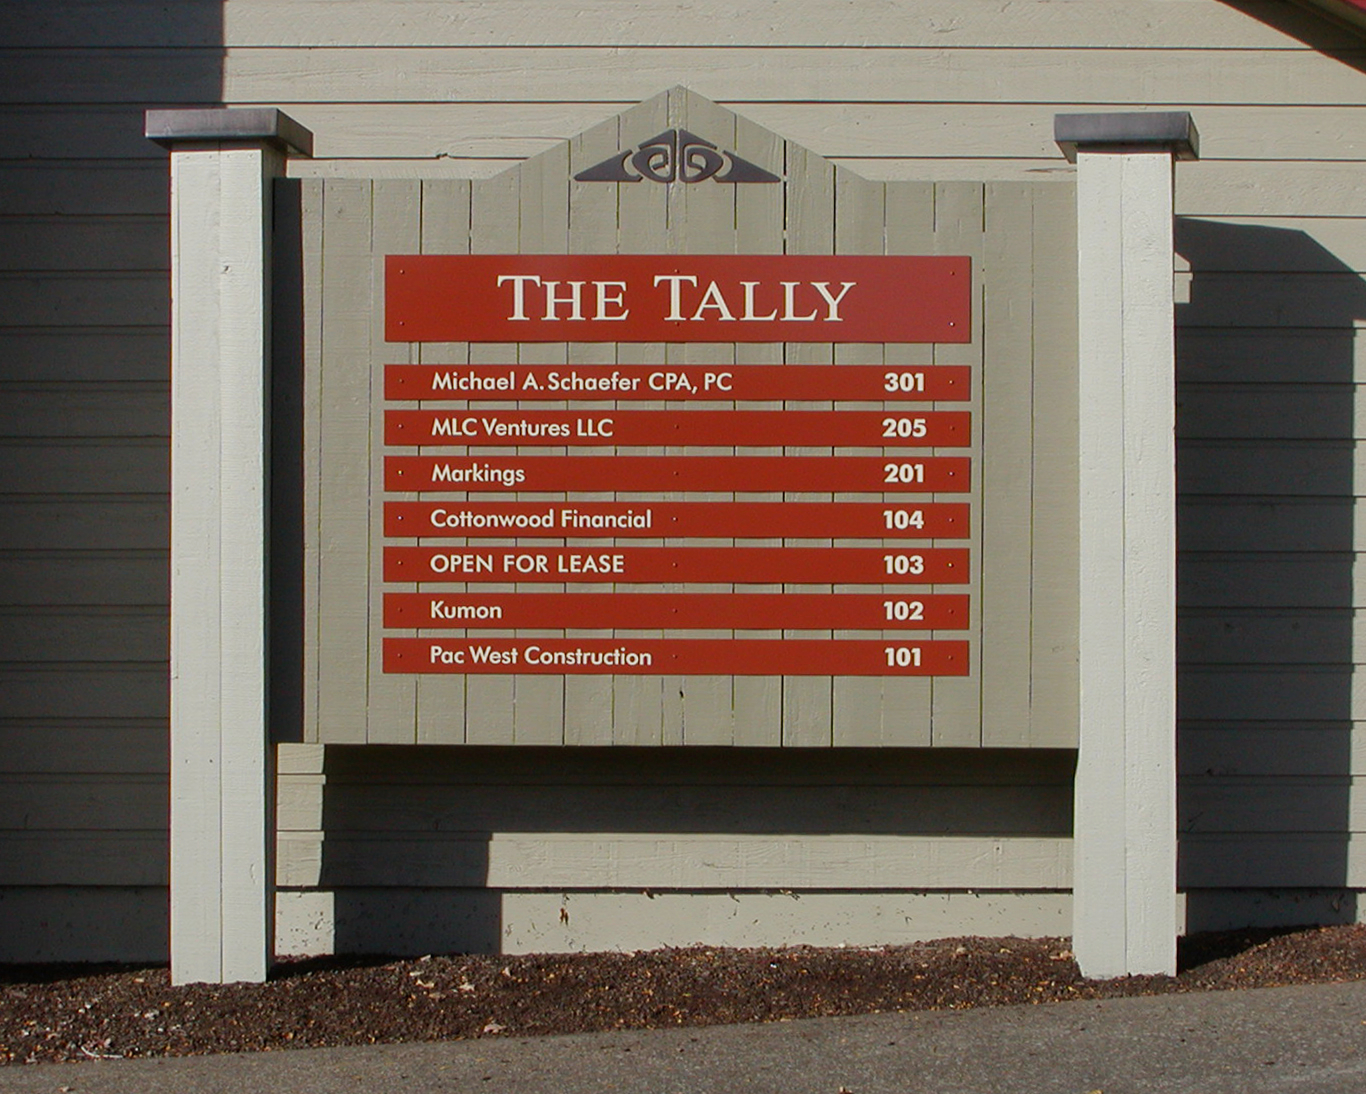 THE TALLY
Michael A. Schaefer CPA, PC 301
MLC Ventures LLC 205
Markings 201
Cottonwood Financial 104
OPEN FOR LEASE 103
Kumon 102
Pac West Construction 101